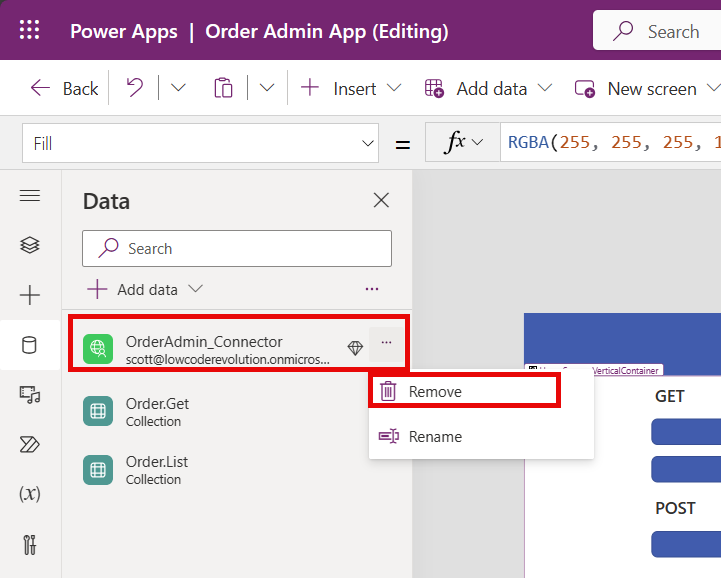 Power Apps | Order Admin App (Editing)
Search
Back
Insert
Add data
New screen
Fill
=
fx
RGBA(255, 255, 255, 1
Data
Search
Add data
...
OrderAdmin_Connector
scott@lowcoderevolution.onmicros...
...
Remove
Rename
Order.Get
Collection
Order.List
Collection
(x)
VerticalContainer
GET
POST